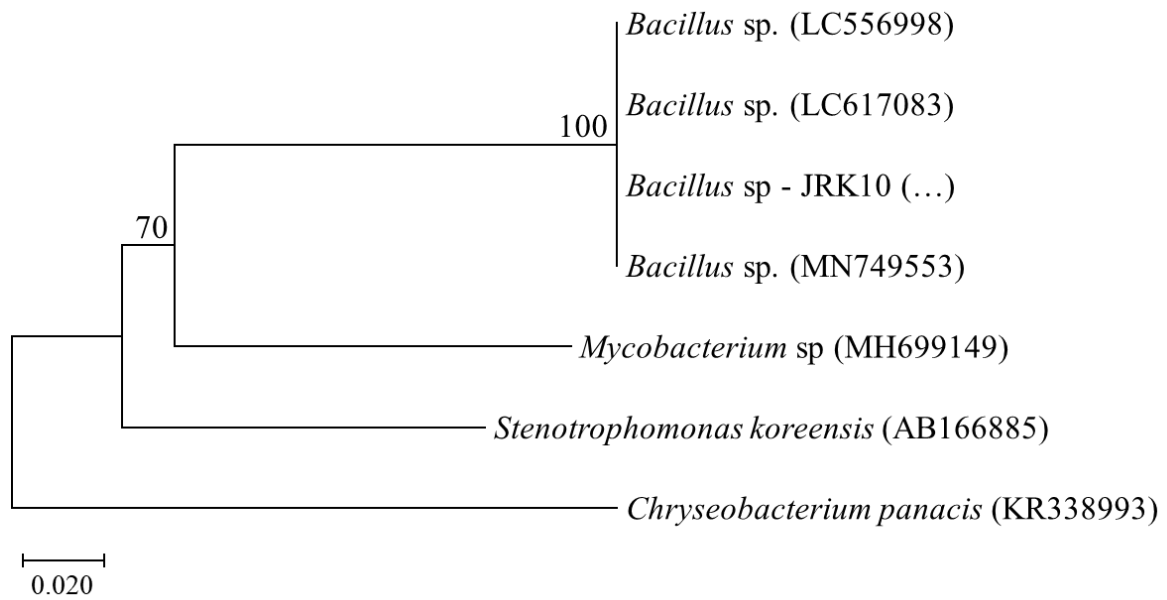 Bacillus sp. (LC556998)
Bacillus sp. (LC617083)
100
Bacillus sp - JRK10 (…)
70
Bacillus sp. (MN749553)
Mycobacterium sp (MH699149)
Stenotrophomonas koreensis (AB166885)
Chryseobacterium panacis (KR338993)
0.020